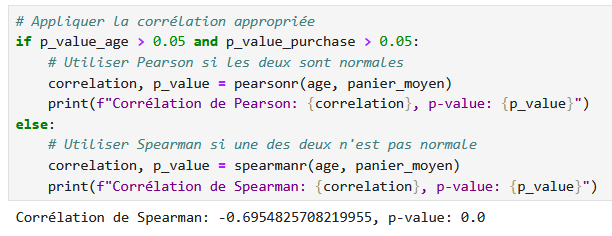 # Appliquer la corrélation appropriée
if p_value_age > 0.05 and p_value_purchase > 0.05:
# Utiliser Pearson si les deux sont normales
correlation, p_value = pearsonr(age, panier_moyen)
print(f"Corrélation de Pearson: {correlation}, p-value: {p_value}")
else:
# Utiliser Spearman si une des deux n'est pas normale
correlation, p_value = spearmanr(age, panier_moyen)
print(f"Corrélation de Spearman: {correlation}, p-value: {p_value}")
Corrélation de Spearman: -0.6954825708219955, p-value: 0.0